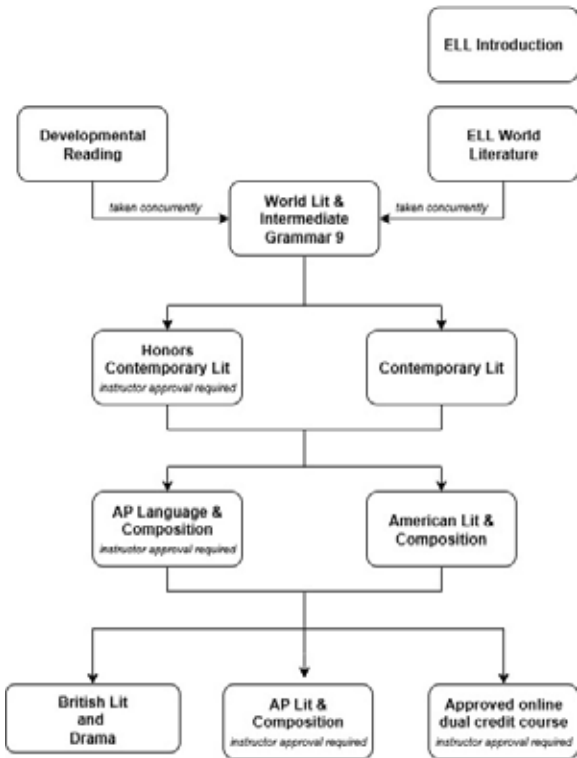 ELL Introduction
Developmental
Reading
ELL World
Literature
taken concurrently
World Lit &
Intermediate
Grammar 9
taken concurrently
Honors
Contemporary Lit
instructor approval required
Contemporary Lit
AP Language &
Composition
instructor approval required
American Lit &
Composition
British Lit
and
Drama
AP Lit &
Composition
instructor approval required
Approved online
dual credit course
instructor approval required